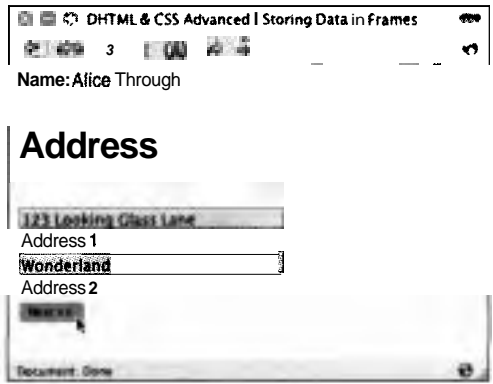 DHTML & CSS Advanced | Storing Data in Frames
3
Name: Alice Through
Address
123 Looking Glass Lane
Address 1
Wonderland
Address 2
Document: Done